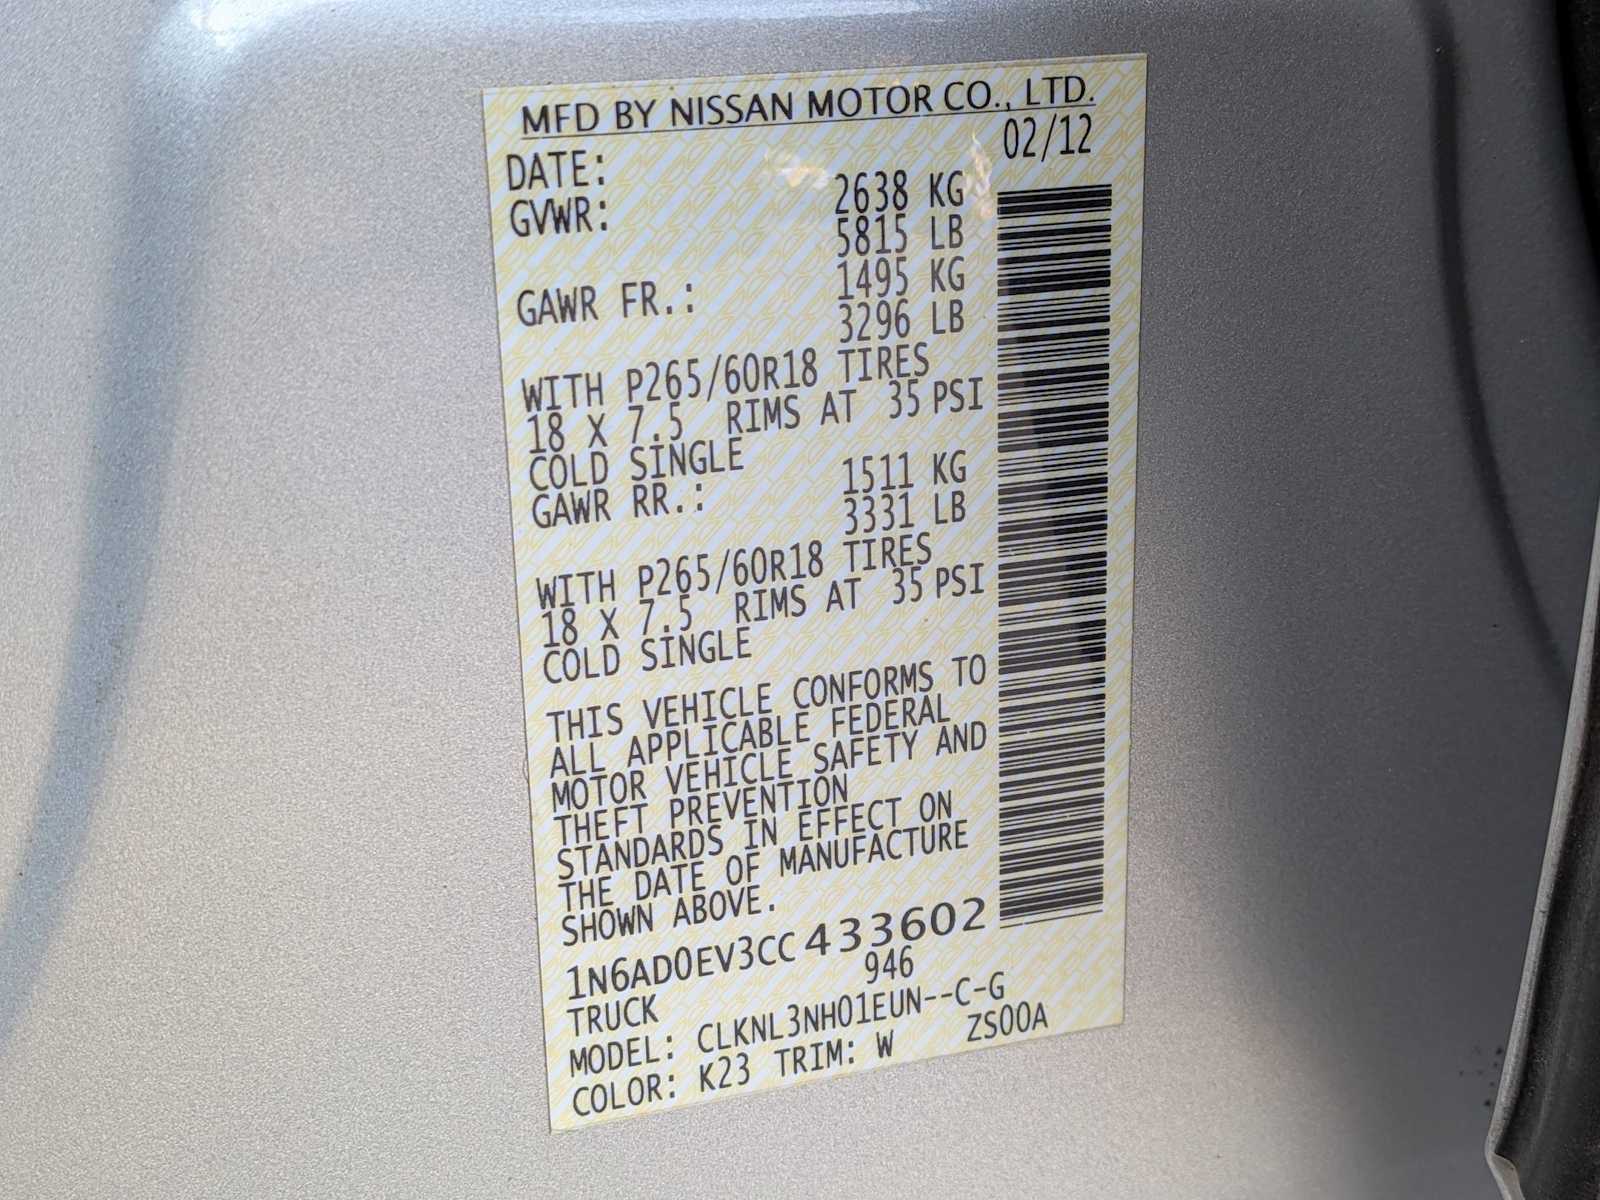 MFD BY NISSAN MOTOR CO., LTD.
DATE: 02/12
GVWR: 2638 KG
5815 LB
GAWR FR.: 1495 KG
3296 LB
WITH P265/60R18 TIRES
18 X 7.5 RIMS AT 35 PSI
COLD SINGLE
GAWR RR.: 1511 KG
3331 LB
WITH P265/60R18 TIRES
18 X 7.5 RIMS AT 35 PSI
COLD SINGLE
THIS VEHICLE CONFORMS TO
ALL APPLICABLE FEDERAL
MOTOR VEHICLE SAFETY AND
THEFT PREVENTION
STANDARDS IN EFFECT ON
THE DATE OF MANUFACTURE
SHOWN ABOVE.
1N6AD0EV3CC433602
TRUCK 946
MODEL: CLKNL3NH01EUN--C-G
COLOR: K23 TRIM: W ZS00A